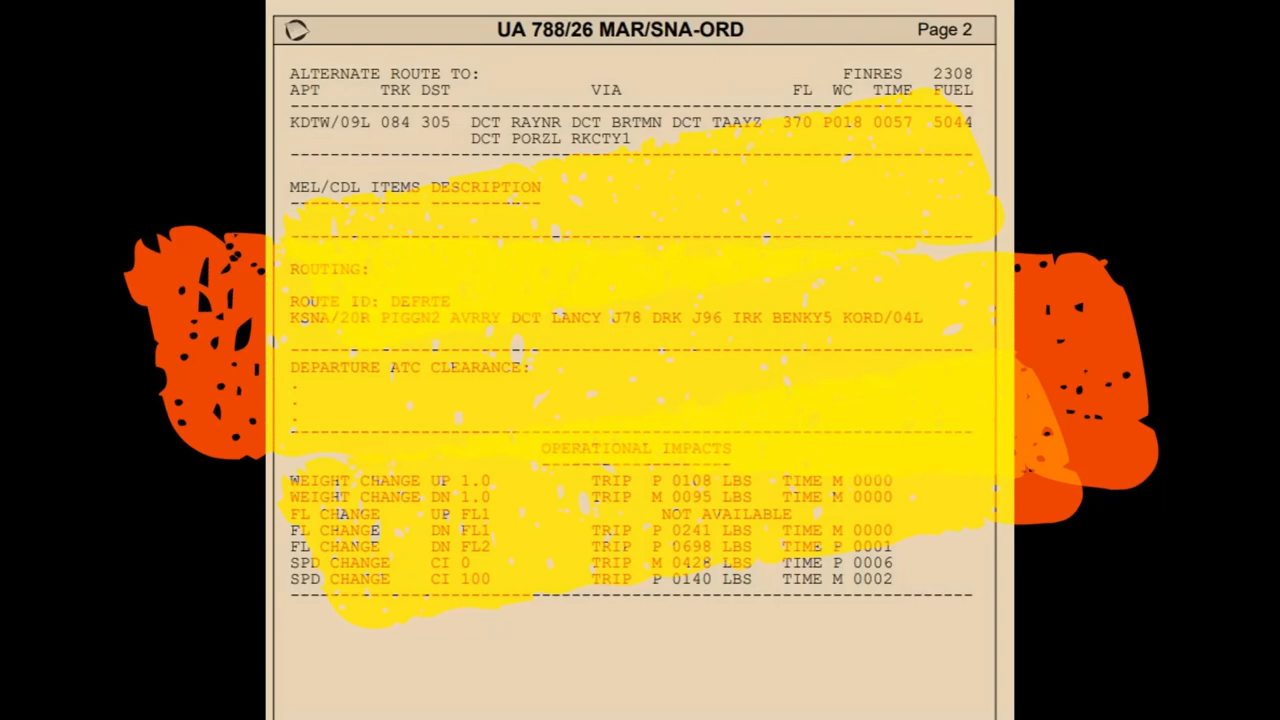 UA 788/26 MAR/SNA-ORD Page 2
ALTERNATE ROUTE TO: FINRES 2308
APT TRK DST VIA FL WC TIME FUEL
KDTW/09L 084 305 DCT RAYNR DCT BRTMN DCT TAAYZ 370 P018 0057 5044
DCT PORZL RKCTY1
MEL/CDL ITEMS DESCRIPTION
ROUTING:
ROUTE ID: DEFRTE
KSNA/20R PIGGN2 AVRRY DCT LANCY J78 DRK J96 IRK BENKY5 KORD/04L
DEPARTURE ATC CLEARANCE:
.
.
.
.
OPERATIONAL IMPACTS
WEIGHT CHANGE UP 1.0 TRIP P 0108 LBS TIME M 0000
WEIGHT CHANGE DN 1.0 TRIP M 0095 LBS TIME M 0000
FL CHANGE UP FL1 NOT AVAILABLE
FL CHANGE DN FL1 TRIP P 0241 LBS TIME M 0000
FL CHANGE DN FL2 TRIP P 0698 LBS TIME P 0001
SPD CHANGE CI 0 TRIP M 0428 LBS TIME P 0006
SPD CHANGE CI 100 TRIP P 0140 LBS TIME M 0002